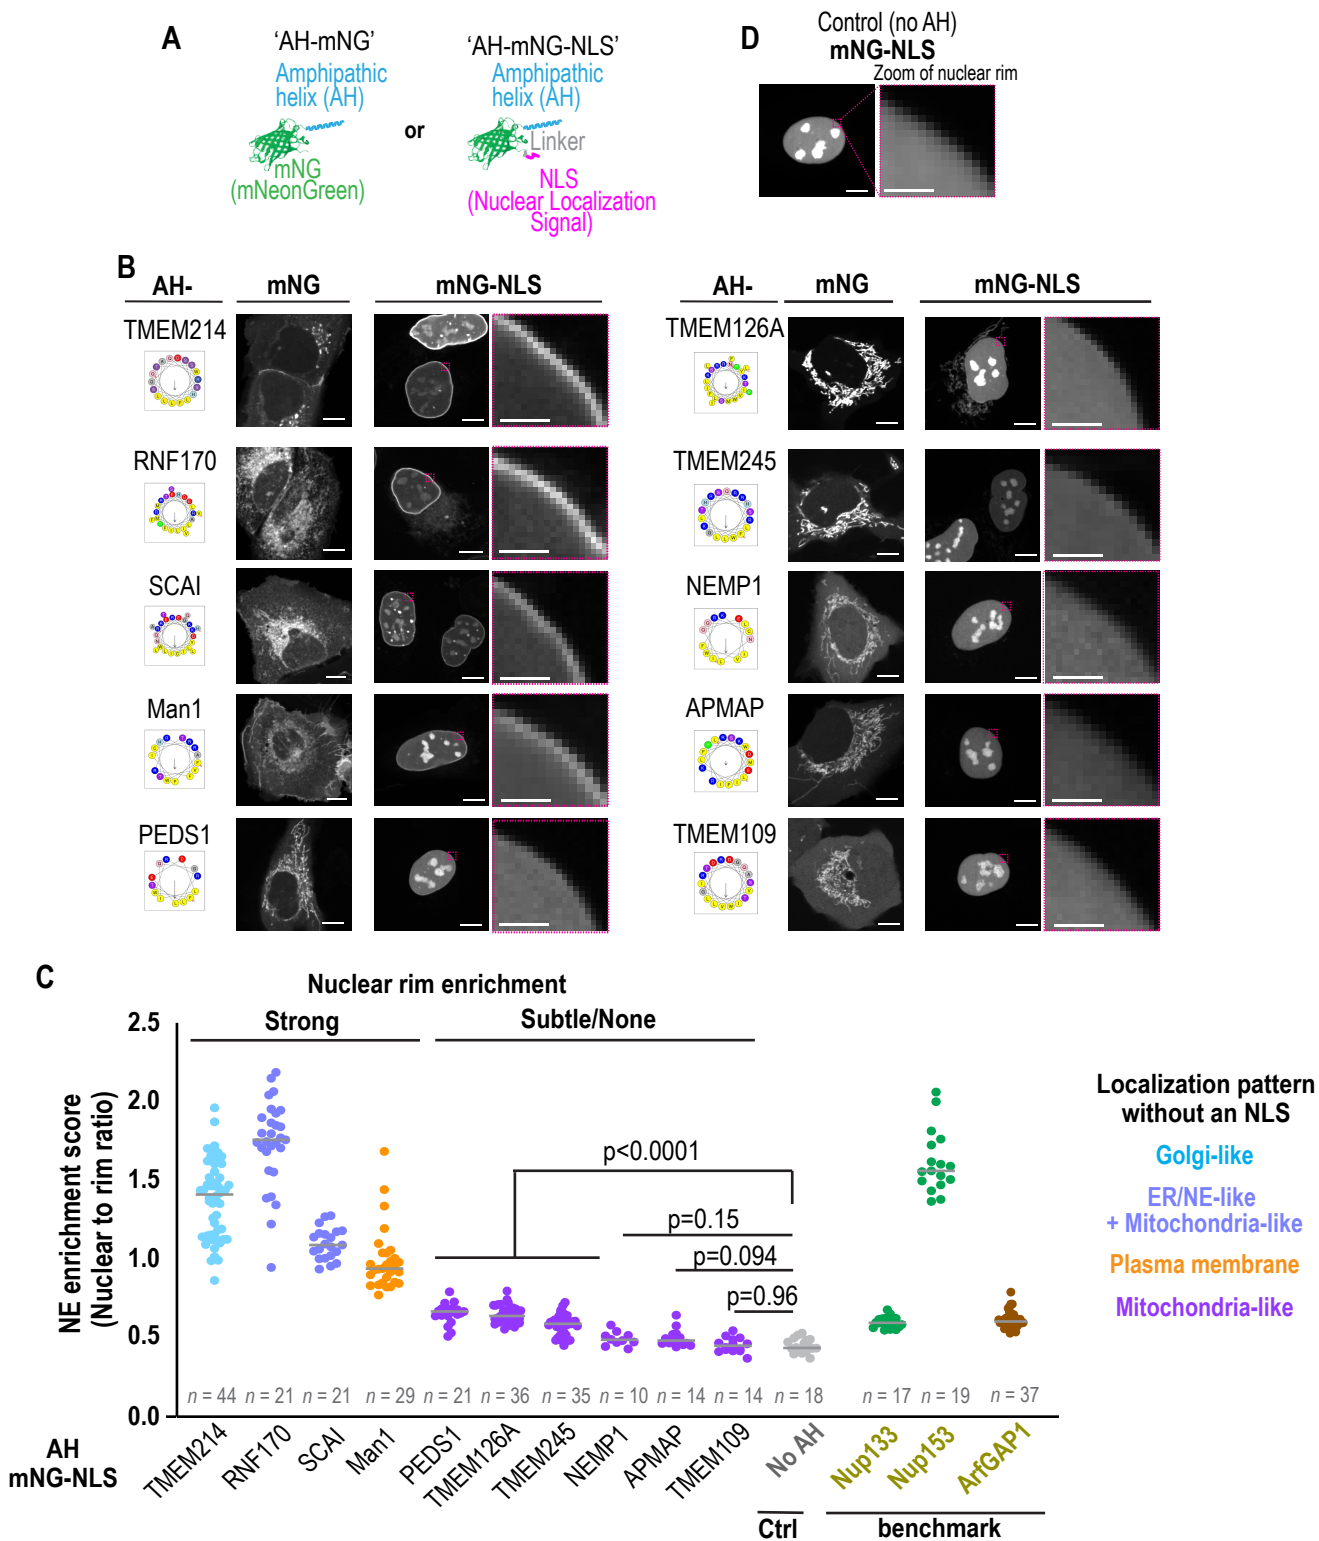 A
'AH-mNG'
Amphipathic
helix (AH)
mNG
(mNeonGreen)
or
'AH-mNG-NLS'
Amphipathic
helix (AH)
Linker
NLS
(Nuclear Localization
Signal)
D
Control (no AH)
mNG-NLS
Zoom of nuclear rim
B
AH-
mNG
mNG-NLS
TMEM214
RNF170
SCAI
Man1
PEDS1
AH-
mNG
mNG-NLS
TMEM126A
TMEM245
NEMP1
APMAP
TMEM109
C
Nuclear rim enrichment
Strong
Subtle/None
NE enrichment score
(Nuclear to rim ratio)
2.5
2.0
1.5
1.0
0.5
0.0
p<0.0001
p=0.15
p=0.094
p=0.96
n = 44
n = 21
n = 21
n = 29
n = 21
n = 36
n = 35
n = 10
n = 14
n = 14
n = 18
n = 17
n = 19
n = 37
AH
mNG-NLS
TMEM214
RNF170
SCAI
Man1
PEDS1
TMEM126A
TMEM245
NEMP1
APMAP
TMEM109
No AH
Nup133
Nup153
ArfGAP1
Ctrl
benchmark
Localization pattern
without an NLS
Golgi-like
ER/NE-like
+ Mitochondria-like
Plasma membrane
Mitochondria-like